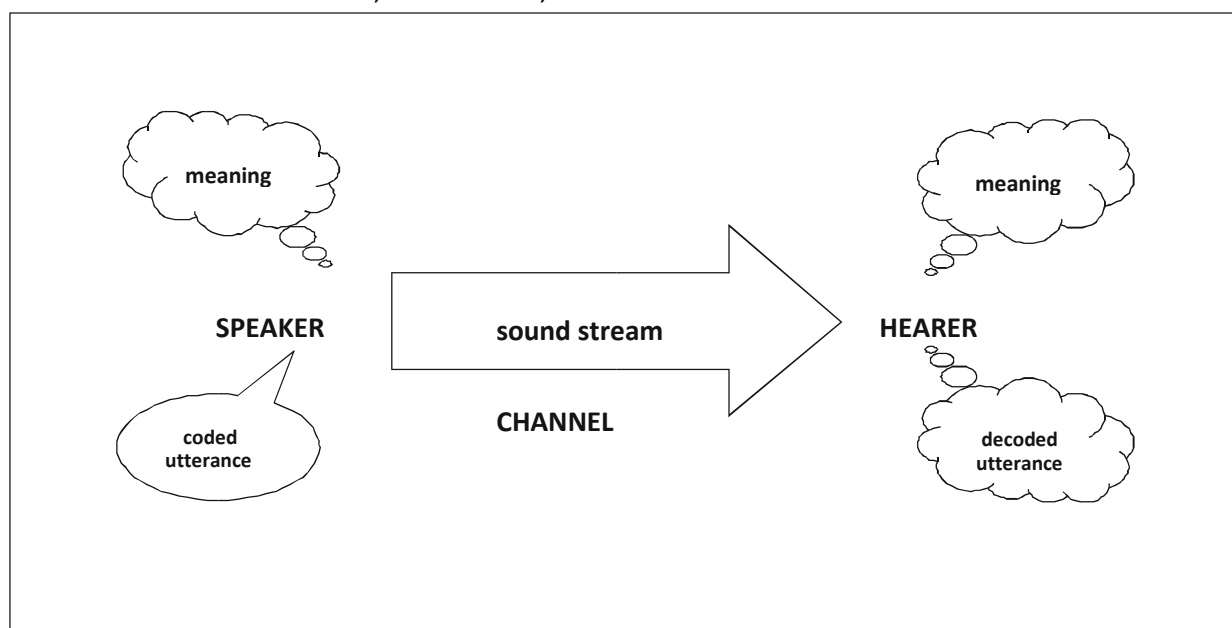 meaning
meaning
SPEAKER
sound stream
HEARER
CHANNEL
coded
utterance
decoded
utterance